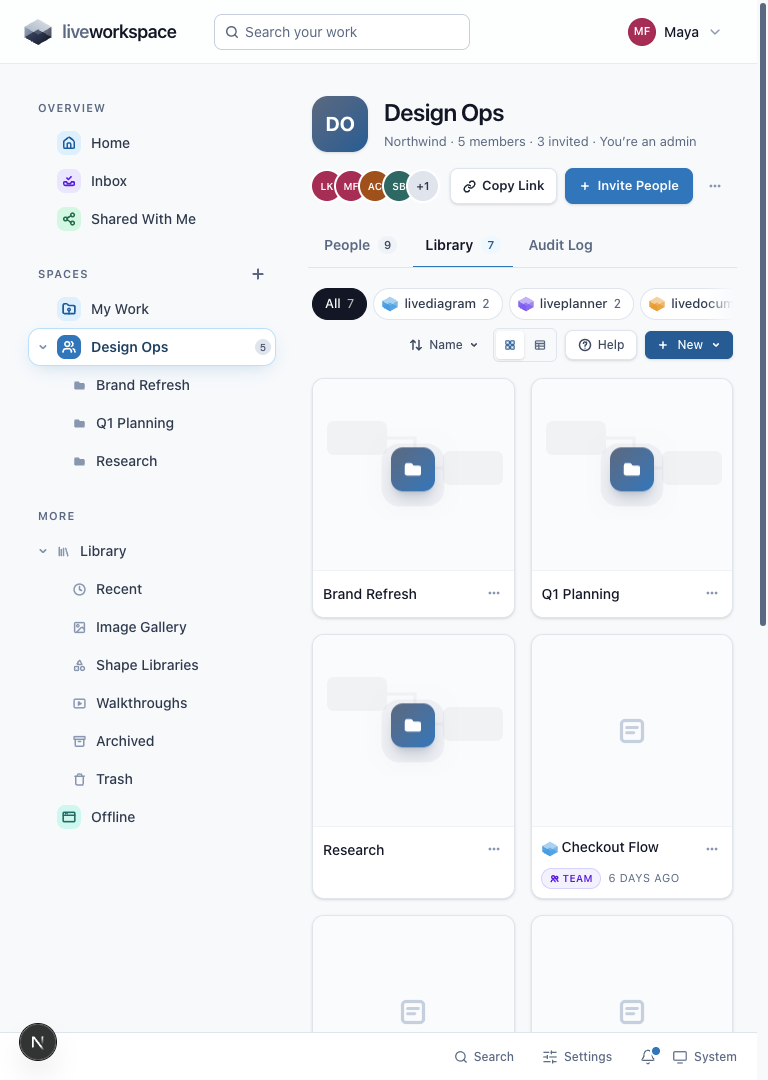 liveworkspace
Search your work
MF Maya
OVERVIEW
Home
Inbox
Shared With Me
SPACES
My Work
Design Ops 5
Brand Refresh
Q1 Planning
Research
MORE
Library
Recent
Image Gallery
Shape Libraries
Walkthroughs
Archived
Trash
Offline
DO
Design Ops
Northwind · 5 members · 3 invited · You're an admin
LK MF AC SB +1
Copy Link
Invite People
People 9
Library 7
Audit Log
All 7
livediagram 2
liveplanner 2
livedocum
Name
Help
New
Brand Refresh
Q1 Planning
Research
Checkout Flow
TEAM 6 DAYS AGO
N
Search
Settings
System